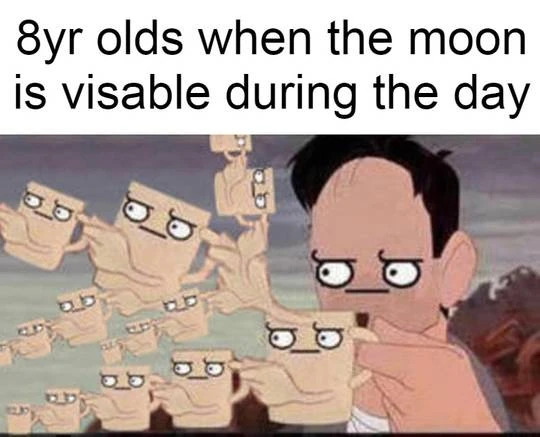 8yr olds when the moon
is visable during the day